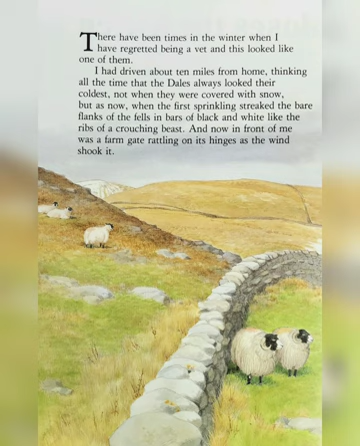 There have been times in the winter when I
have regretted being a vet and this looked like
one of them.
I had driven about ten miles from home, thinking
all the time that the Dales always looked their
coldest, not when they were covered with snow,
but as now, when the first sprinkling streaked the bare
flanks of the fells in bars of black and white like the
ribs of a crouching beast. And now in front of me
was a farm gate rattling on its hinges as the wind
shook it.